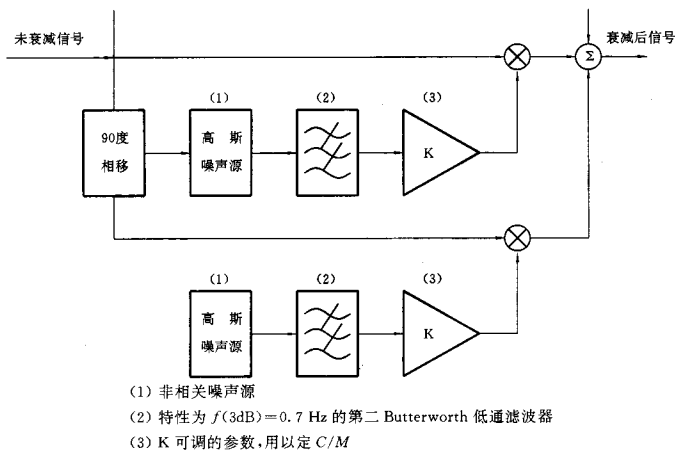 未衰减信号
衰减后信号
Σ
(1)
(2)
(3)
90度
相移
高 斯
噪声源
K
(1)
(2)
(3)
高 斯
噪声源
K
(1) 非相关噪声源
(2) 特性为 f(3dB)=0.7 Hz 的第二 Butterworth 低通滤波器
(3) K 可调的参数,用以定 C/M